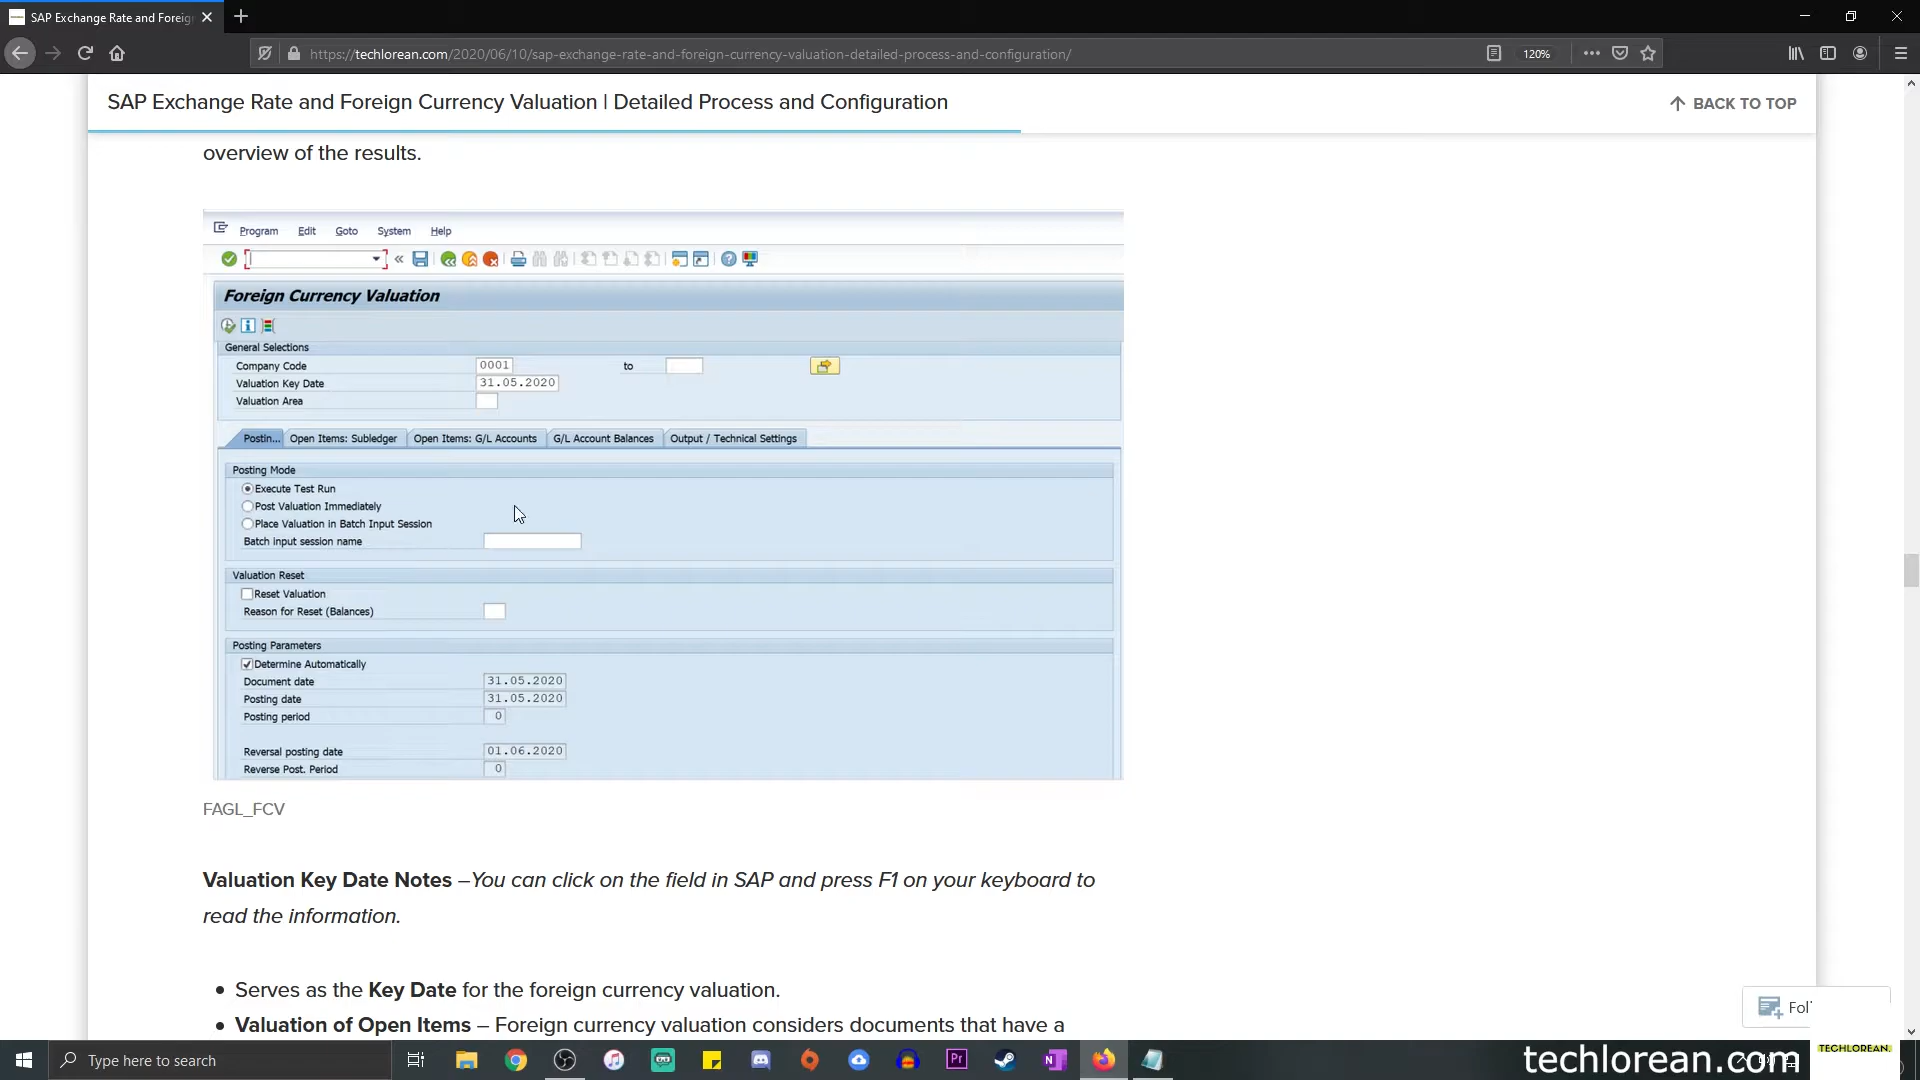 SAP Exchange Rate and Foreig
https://techlorean.com/2020/06/10/sap-exchange-rate-and-foreign-currency-valuation-detailed-process-and-configuration/
120%
SAP Exchange Rate and Foreign Currency Valuation | Detailed Process and Configuration
BACK TO TOP
overview of the results.
Program Edit Goto System Help
Foreign Currency Valuation
General Selections
Company Code 0001 to
Valuation Key Date 31.05.2020
Valuation Area
Postin... Open Items: Subledger Open Items: G/L Accounts G/L Account Balances Output / Technical Settings
Posting Mode
Execute Test Run
Post Valuation Immediately
Place Valuation in Batch Input Session
Batch input session name
Valuation Reset
Reset Valuation
Reason for Reset (Balances)
Posting Parameters
Determine Automatically
Document date 31.05.2020
Posting date 31.05.2020
Posting period 0
Reversal posting date 01.06.2020
Reverse Post. Period 0
FAGL_FCV
Valuation Key Date Notes –You can click on the field in SAP and press F1 on your keyboard to
read the information.
Serves as the Key Date for the foreign currency valuation.
Valuation of Open Items – Foreign currency valuation considers documents that have a
Type here to search
Pr
techlorean.com
TECHLOREAN.